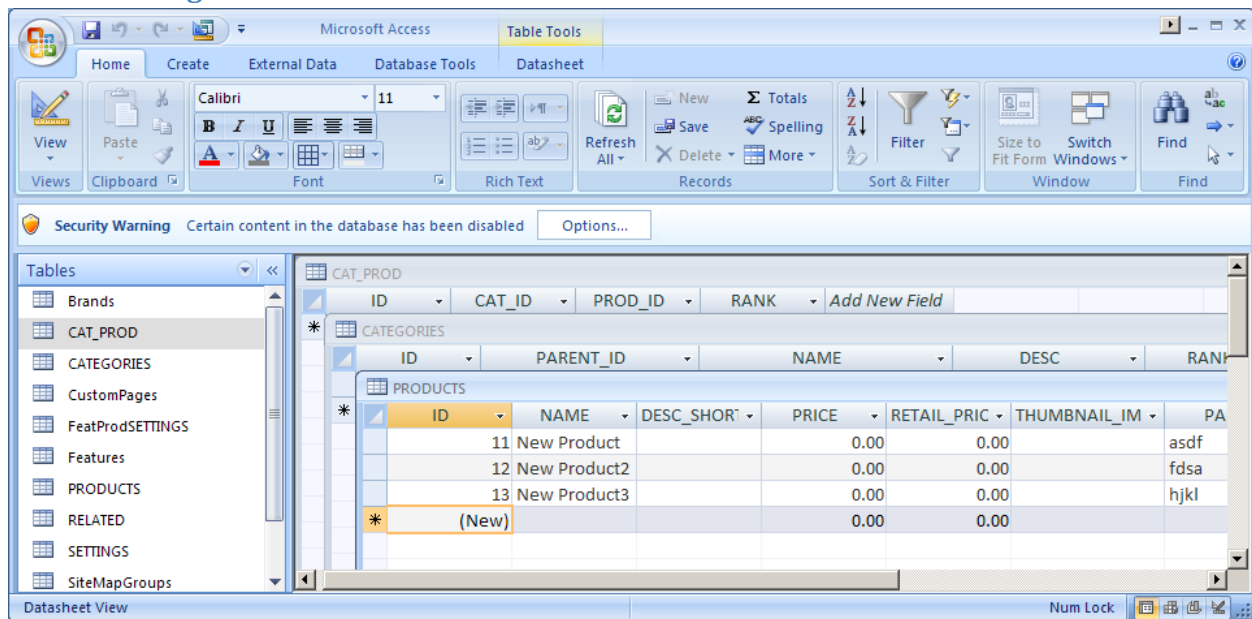 Microsoft Access Table Tools
Home Create External Data Database Tools Datasheet
View
Views
Paste
Clipboard
Calibri 11
B I U
A
Font
ab
Rich Text
Refresh
All
New
Save
Delete
Σ Totals
ABC Spelling
More
Records
A Z
Z A
A Z
Filter
Sort & Filter
Size to
Fit Form
Switch
Windows
Window
Find
ab ac
Find
Security Warning Certain content in the database has been disabled Options...
Tables
Brands
CAT_PROD
CATEGORIES
CustomPages
FeatProdSETTINGS
Features
PRODUCTS
RELATED
SETTINGS
SiteMapGroups
CAT_PROD
ID CAT_ID PROD_ID RANK Add New Field
CATEGORIES
ID PARENT_ID NAME DESC RANK
PRODUCTS
ID NAME DESC_SHORT PRICE RETAIL_PRIC THUMBNAIL_IM PA
11 New Product 0.00 0.00 asdf
12 New Product2 0.00 0.00 fdsa
13 New Product3 0.00 0.00 hjkl
(New) 0.00 0.00
Datasheet View Num Lock